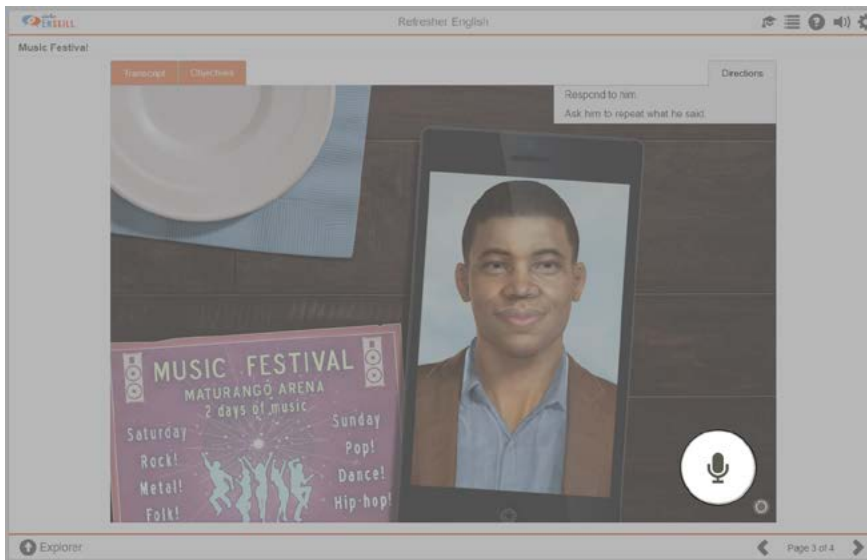 ENSKILL
Refresher English
Music Festival
Transcript
Objectives
Directions
Respond to him.
Ask him to repeat what he said.
MUSIC FESTIVAL
MATURANGO ARENA
2 days of music
Saturday
Rock!
Metal!
Folk!
Sunday
Pop!
Dance!
Hip-hop!
Explorer
Page 3 of 4